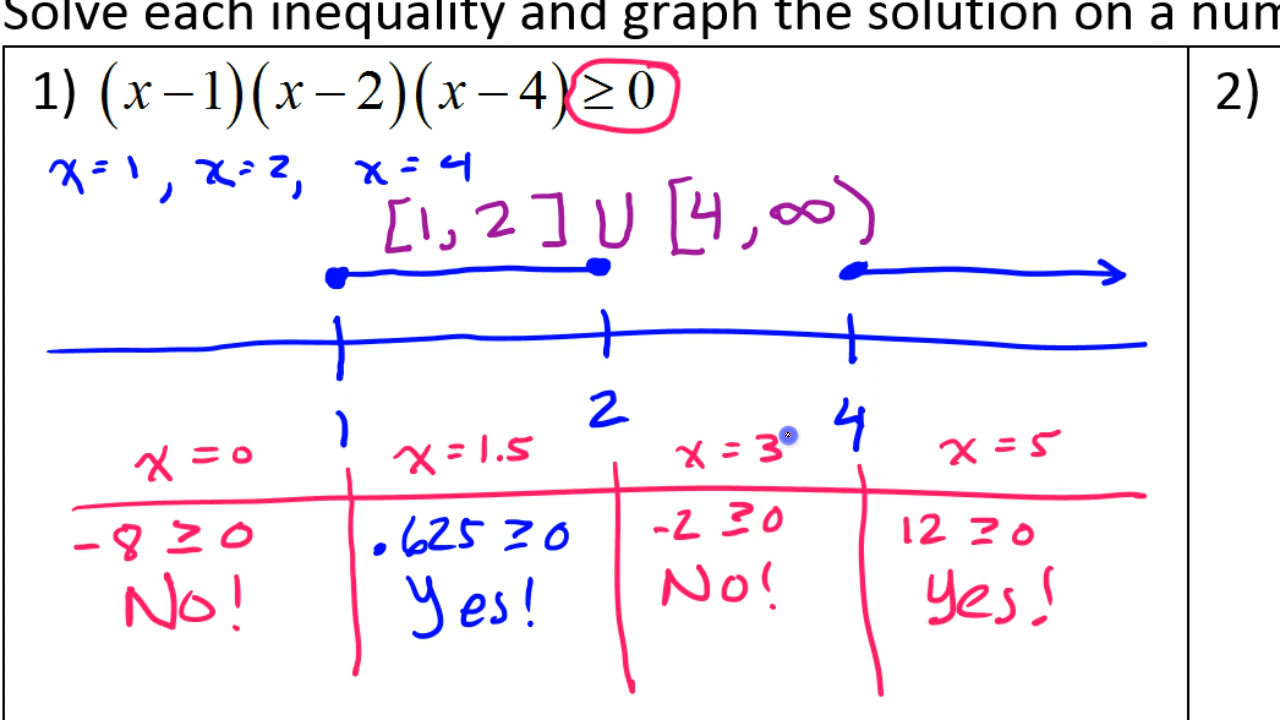 Solve each inequality and graph the solution on a num
1) (x – 1)(x – 2)(x – 4) ≥ 0
2)
x = 1 , x = 2, x = 4
[1, 2] ∪ [4, ∞)
1 2 4
x = 0 x = 1.5 x = 3 x = 5
-8 ≥ 0 .625 ≥ 0 -2 ≥ 0 12 ≥ 0
No! Yes! No! Yes!